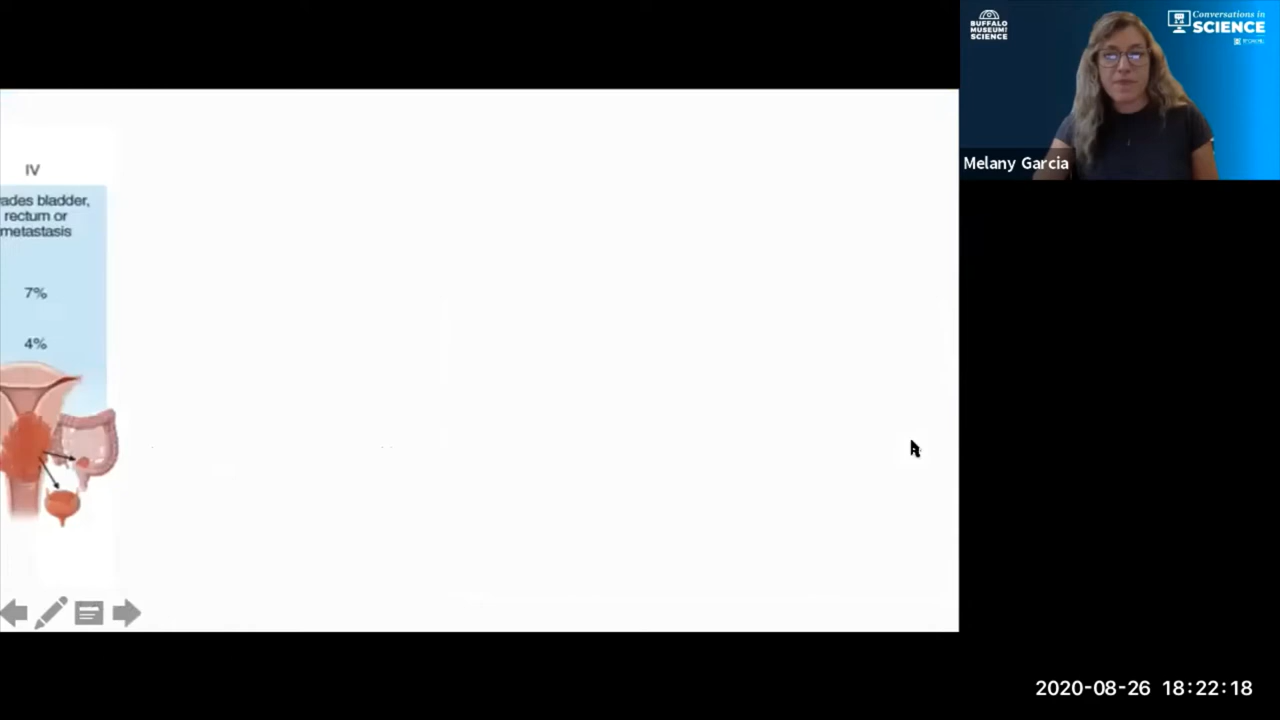 IV
ades bladder,
rectum or
metastasis
7%
4%
BUFFALO
MUSEUM OF
SCIENCE
Conversations in
SCIENCE
Melany Garcia
2020-08-26 18:22:18